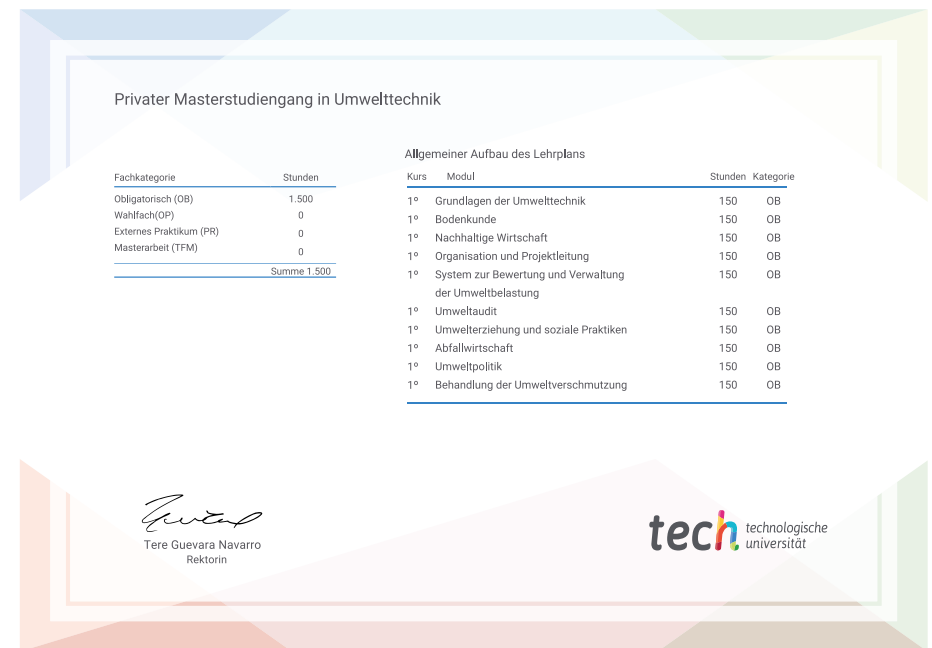 Privater Masterstudiengang in Umwelttechnik
Fachkategorie Stunden
Obligatorisch (OB) 1.500
Wahlfach(OP) 0
Externes Praktikum (PR) 0
Masterarbeit (TFM) 0
Summe 1.500
Allgemeiner Aufbau des Lehrplans
Kurs Modul Stunden Kategorie
1º Grundlagen der Umwelttechnik 150 OB
1º Bodenkunde 150 OB
1º Nachhaltige Wirtschaft 150 OB
1º Organisation und Projektleitung 150 OB
1º System zur Bewertung und Verwaltung 150 OB
der Umweltbelastung
1º Umweltaudit 150 OB
1º Umwelterziehung und soziale Praktiken 150 OB
1º Abfallwirtschaft 150 OB
1º Umweltpolitik 150 OB
1º Behandlung der Umweltverschmutzung 150 OB
Tere Guevara Navarro
Rektorin
tech technologische
universität